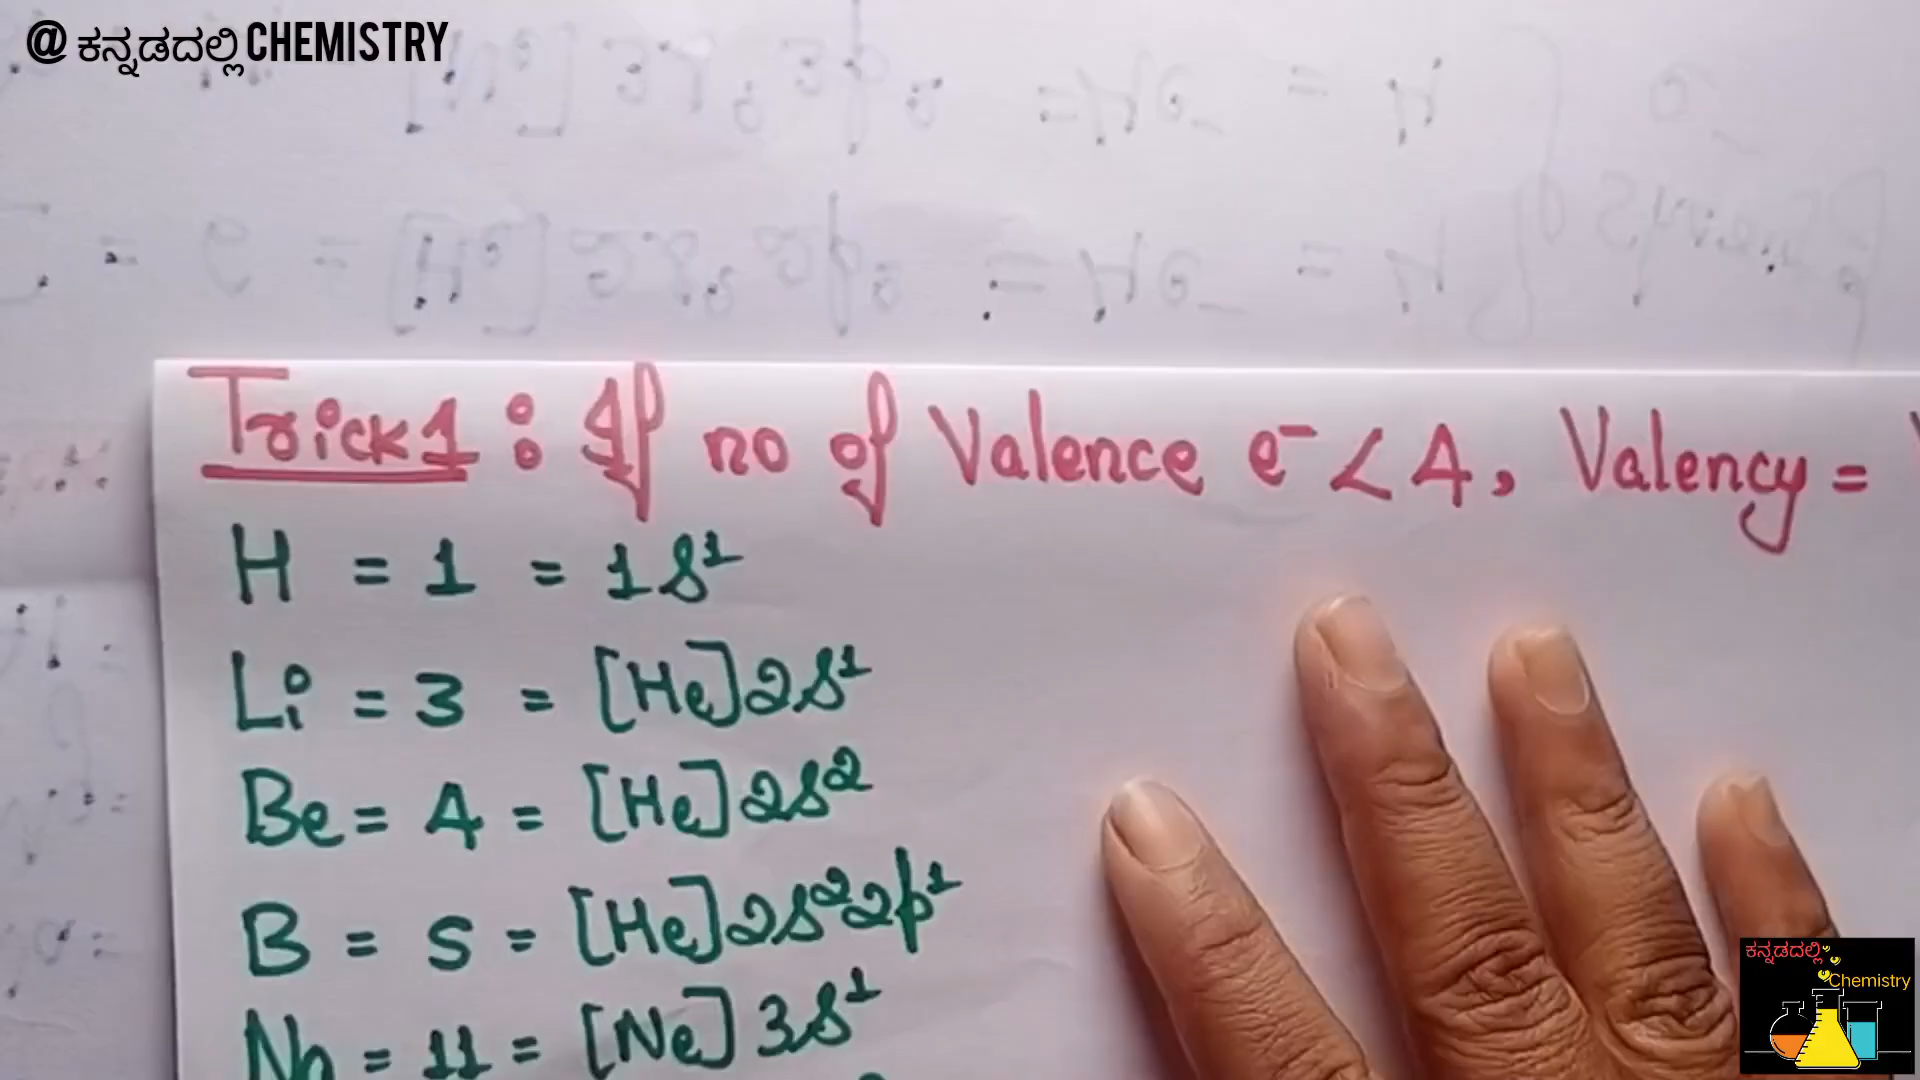 @ ಕನ್ನಡದಲ್ಲಿ CHEMISTRY
Trick 1 : If no of Valence e⁻ < 4, Valency =
H = 1 = 1s¹
Li = 3 = [He]2s¹
Be = 4 = [He]2s²
B = 5 = [He]2s²2p¹
Na = 11 = [Ne]3s¹
ಕನ್ನಡದಲ್ಲಿ
Chemistry